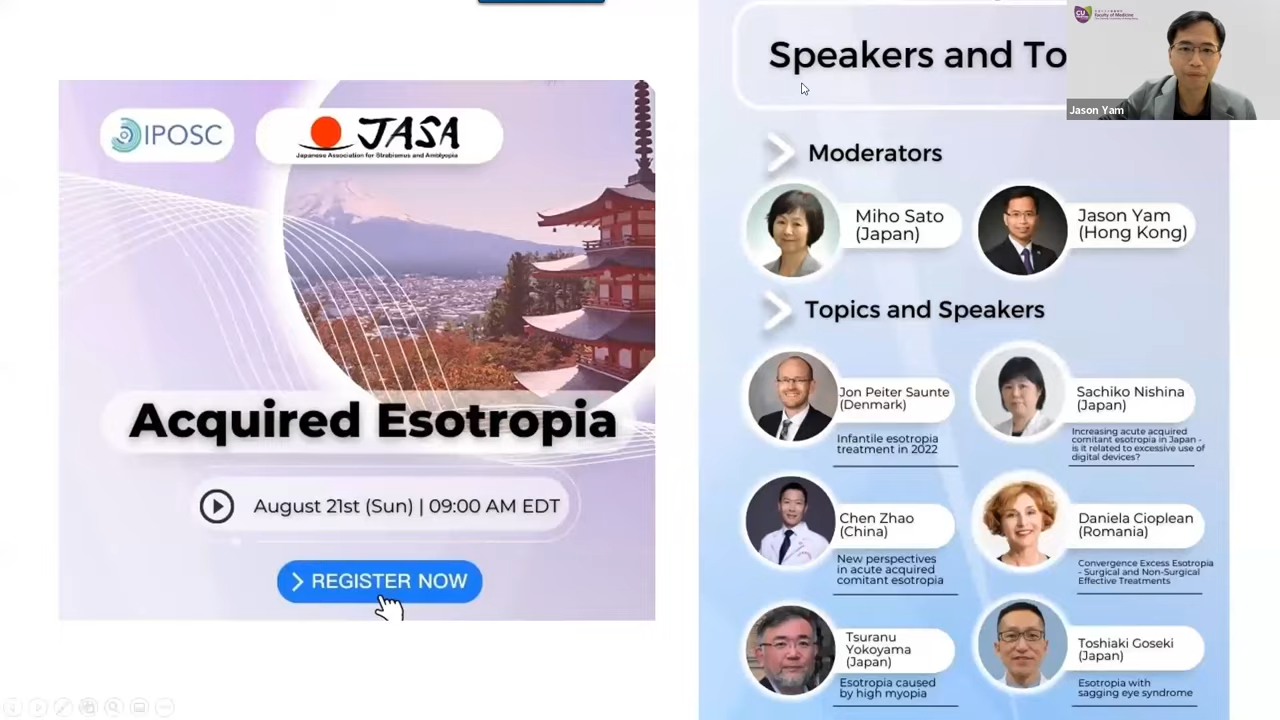 IPOSC
JASA
Japanese Association for Strabismus and Amblyopia
Acquired Esotropia
August 21st (Sun) | 09:00 AM EDT
REGISTER NOW
Speakers and To
CU
Faculty of Medicine
Jason Yam
Moderators
Miho Sato
(Japan)
Jason Yam
(Hong Kong)
Topics and Speakers
Jon Peiter Saunte
(Denmark)
Infantile esotropia
treatment in 2022
Sachiko Nishina
(Japan)
Increasing acute acquired
comitant esotropia in Japan -
is it related to excessive use of
digital devices?
Chen Zhao
(China)
New perspectives
in acute acquired
comitant esotropia
Daniela Cioplean
(Romania)
Convergence Excess Esotropia
- Surgical and Non-Surgical
Effective Treatments
Tsuranu
Yokoyama
(Japan)
Esotropia caused
by high myopia
Toshiaki Goseki
(Japan)
Esotropia with
sagging eye syndrome